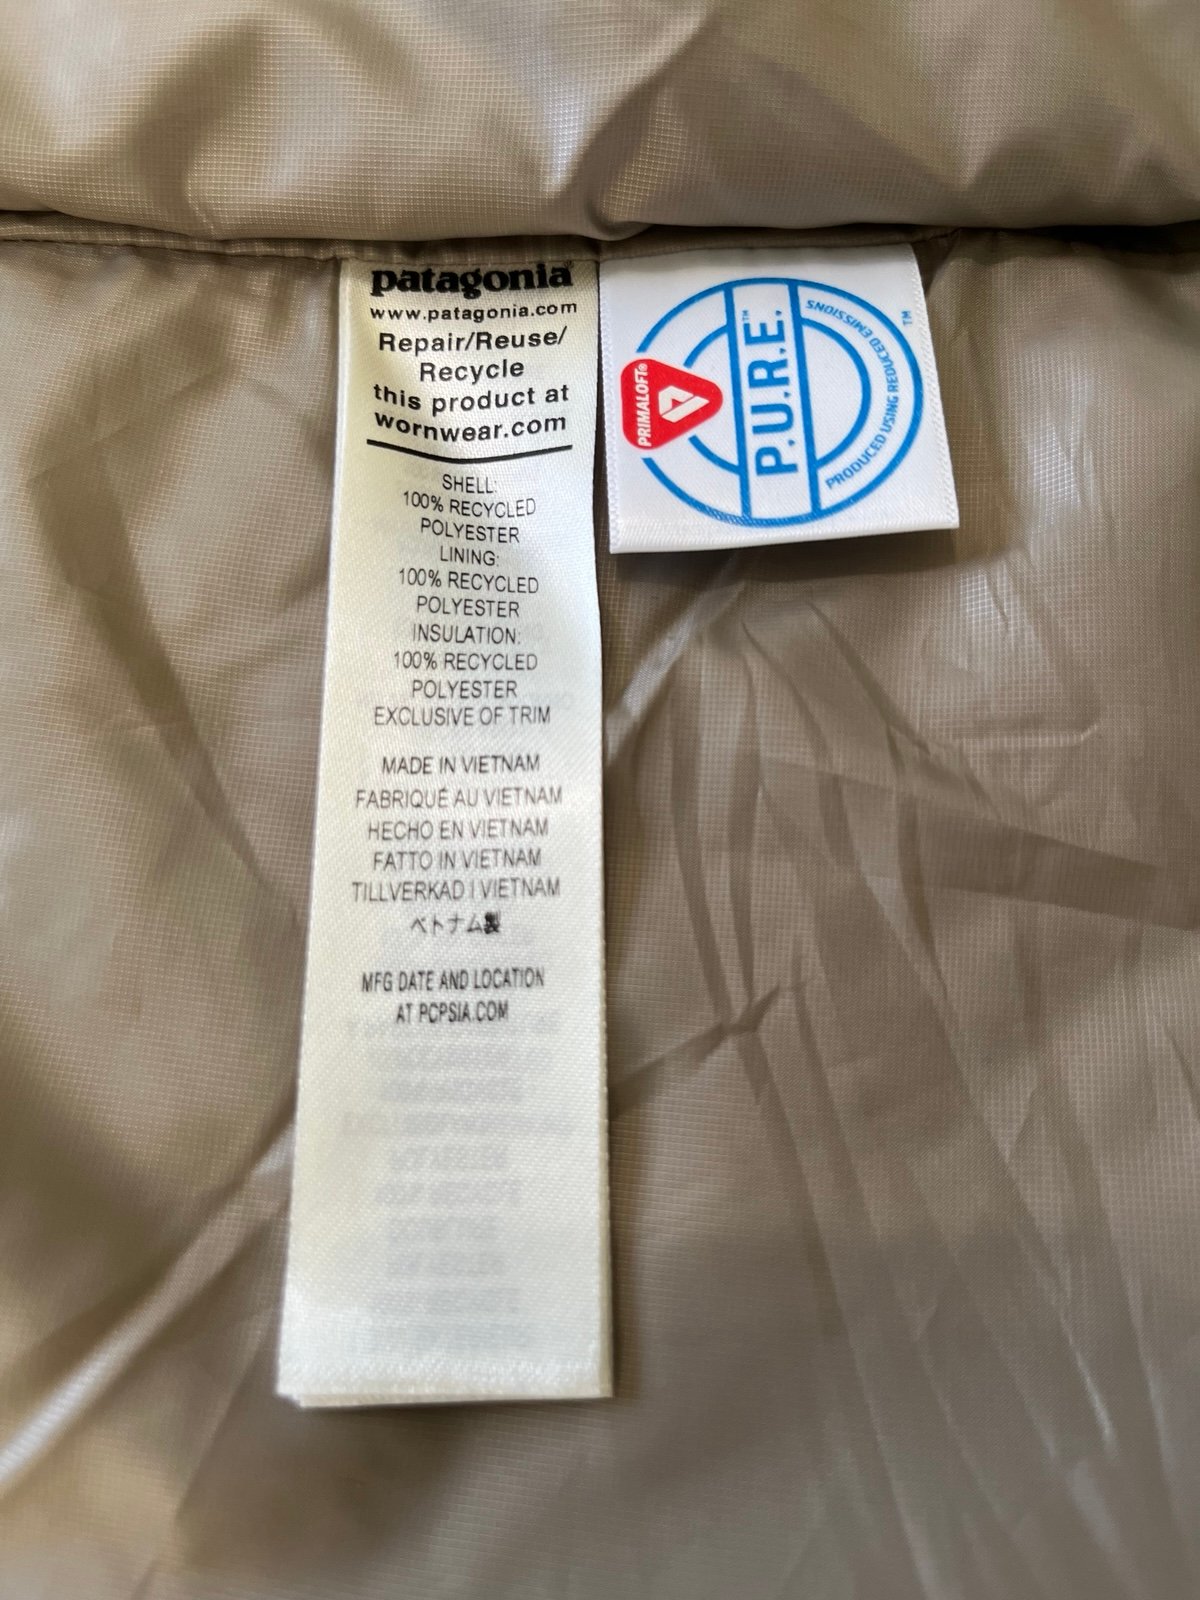 patagonia®
www.patagonia.com
Repair/Reuse/
Recycle
this product at
wornwear.com
SHELL:
100% RECYCLED
POLYESTER
LINING:
100% RECYCLED
POLYESTER
INSULATION:
100% RECYCLED
POLYESTER
EXCLUSIVE OF TRIM
MADE IN VIETNAM
FABRIQUÉ AU VIETNAM
HECHO EN VIETNAM
FATTO IN VIETNAM
TILLVERKAD I VIETNAM
ベトナム製
MFG DATE AND LOCATION
AT PCPSIA.COM
PRIMALOFT®
P.U.R.E.™
PRODUCED USING REDUCED EMISSIONS
™